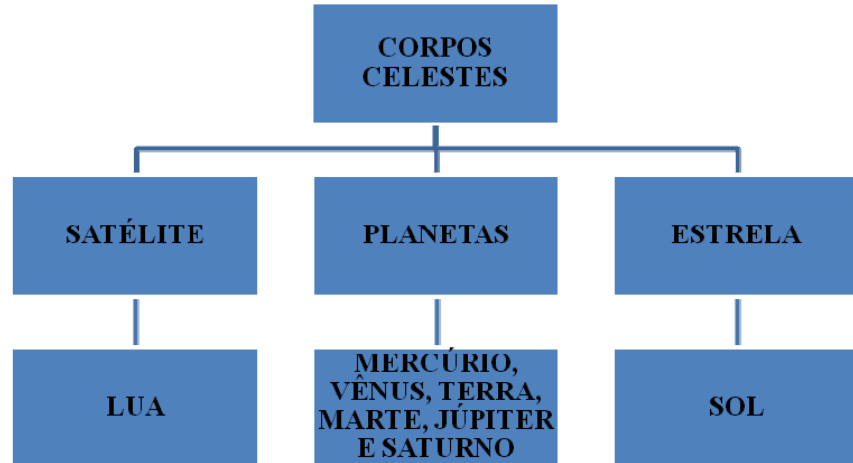 CORPOS
CELESTES
SATÉLITE
PLANETAS
ESTRELA
LUA
MERCÚRIO,
VÊNUS, TERRA,
MARTE, JÚPITER
E SATURNO
SOL